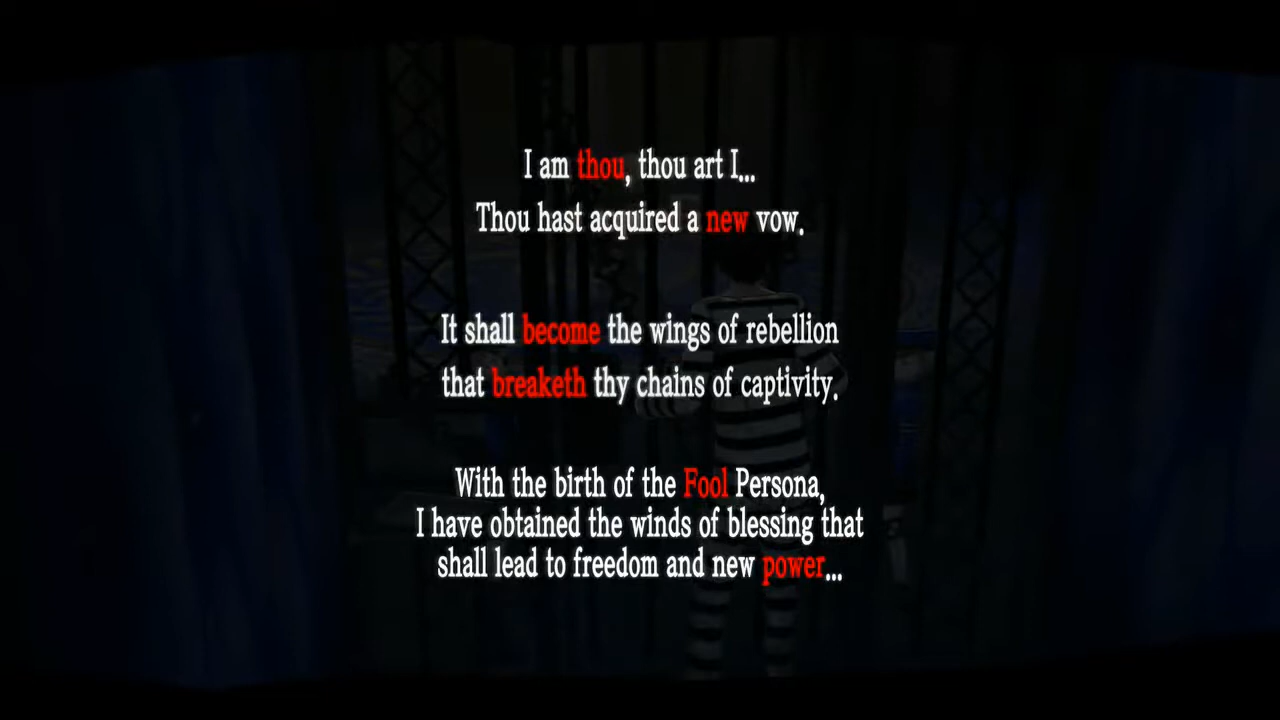 I am thou, thou art I...
Thou hast acquired a new vow.
It shall become the wings of rebellion
that breaketh thy chains of captivity.
With the birth of the Fool Persona,
I have obtained the winds of blessing that
shall lead to freedom and new power...